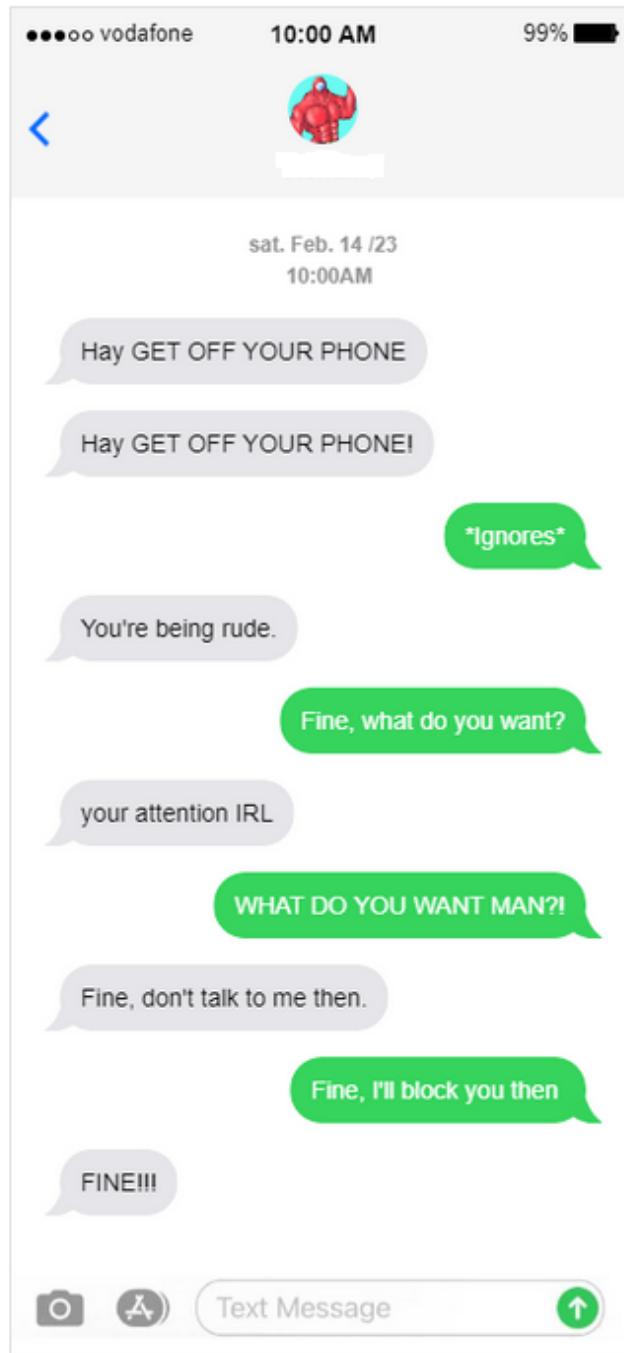 vodafone 10:00 AM 99%
sat. Feb. 14 /23
10:00AM
Hay GET OFF YOUR PHONE
Hay GET OFF YOUR PHONE!
*Ignores*
You're being rude.
Fine, what do you want?
your attention IRL
WHAT DO YOU WANT MAN?!
Fine, don't talk to me then.
Fine, I'll block you then
FINE!!!
Text Message